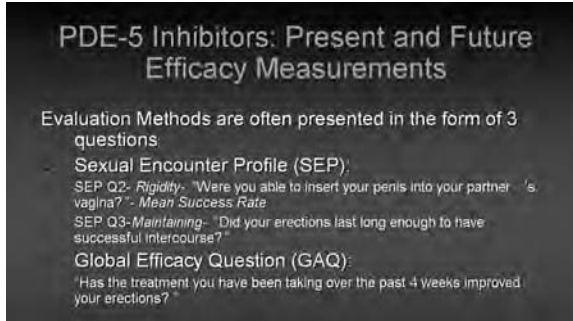 PDE-5 Inhibitors: Present and Future
Efficacy Measurements
Evaluation Methods are often presented in the form of 3
questions
- Sexual Encounter Profile (SEP):
SEP Q2- Rigidity- "Were you able to insert your penis into your partner 's
vagina?"- Mean Success Rate
SEP Q3-Maintaining- "Did your erections last long enough to have
successful intercourse?"
Global Efficacy Question (GAQ):
"Has the treatment you have been taking over the past 4 weeks improved
your erections? "